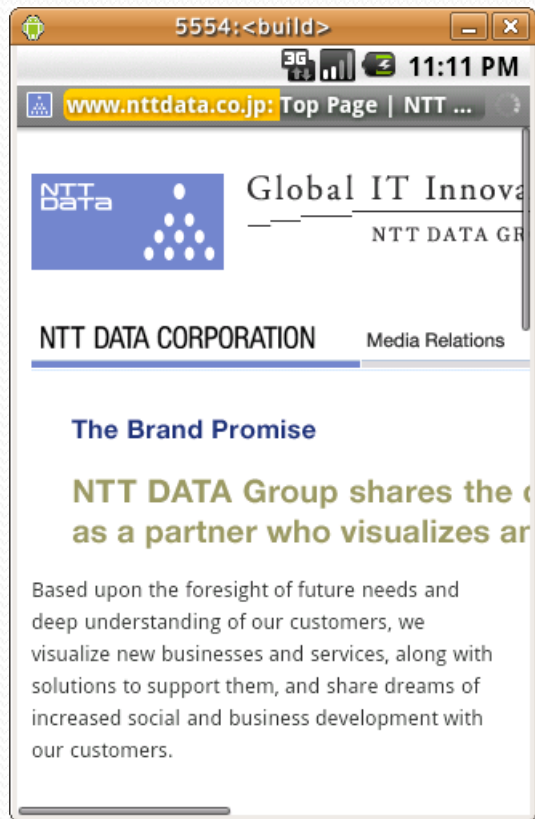 5554:<build>
3G 11:11 PM
www.nttdata.co.jp: Top Page | NTT ...
NTT DATA
Global IT Innova
NTT DATA GR
NTT DATA CORPORATION Media Relations
The Brand Promise
NTT DATA Group shares the
as a partner who visualizes an
Based upon the foresight of future needs and
deep understanding of our customers, we
visualize new businesses and services, along with
solutions to support them, and share dreams of
increased social and business development with
our customers.